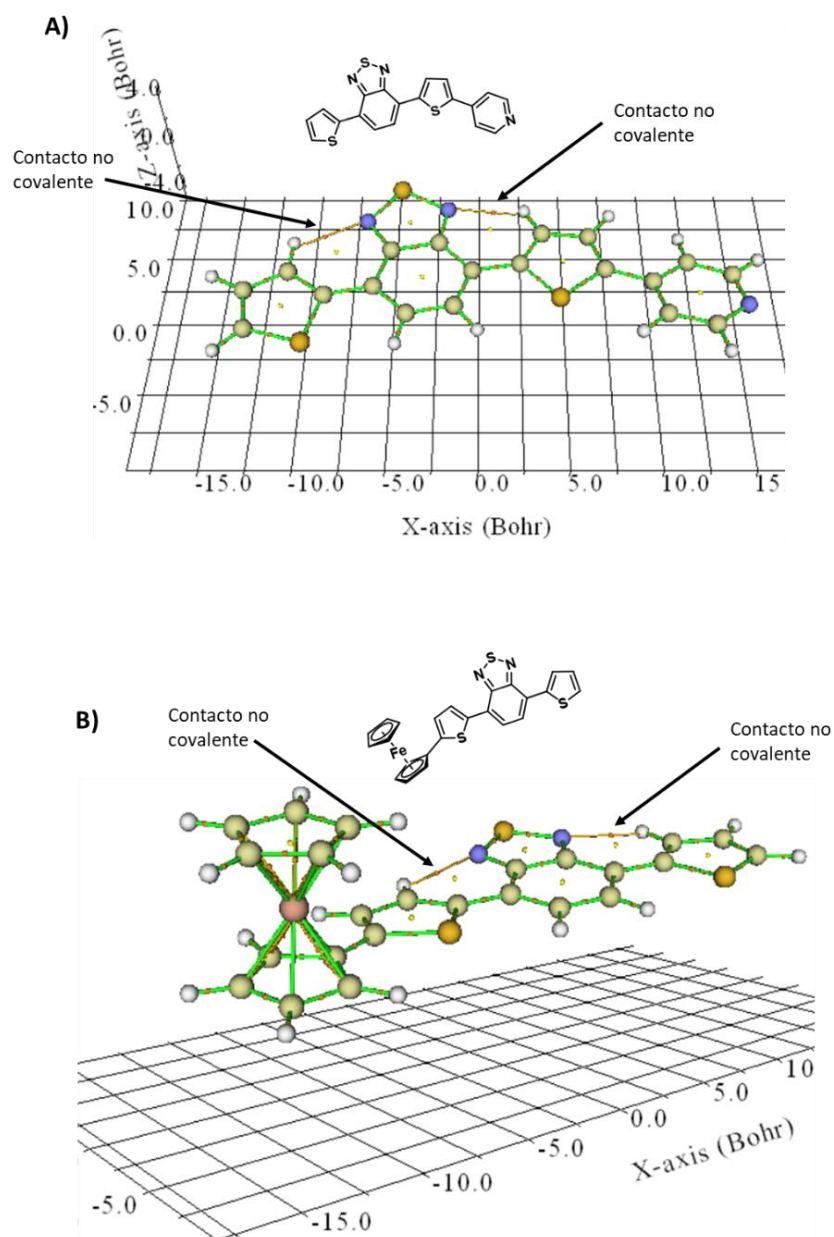 A)
Z-axis (Bohr)
4.0
0.0
-4.0
10.0
5.0
0.0
-5.0
N S N
S
S
N
Contacto no
covalente
Contacto no
covalente
-15.0 -10.0 -5.0 0.0 5.0 10.0 15.
X-axis (Bohr)
B)
N S N
S
S
Fe
Contacto no
covalente
Contacto no
covalente
10
5.0
0.0
-5.0
-10.0
-15.0
-5.0
X-axis (Bohr)